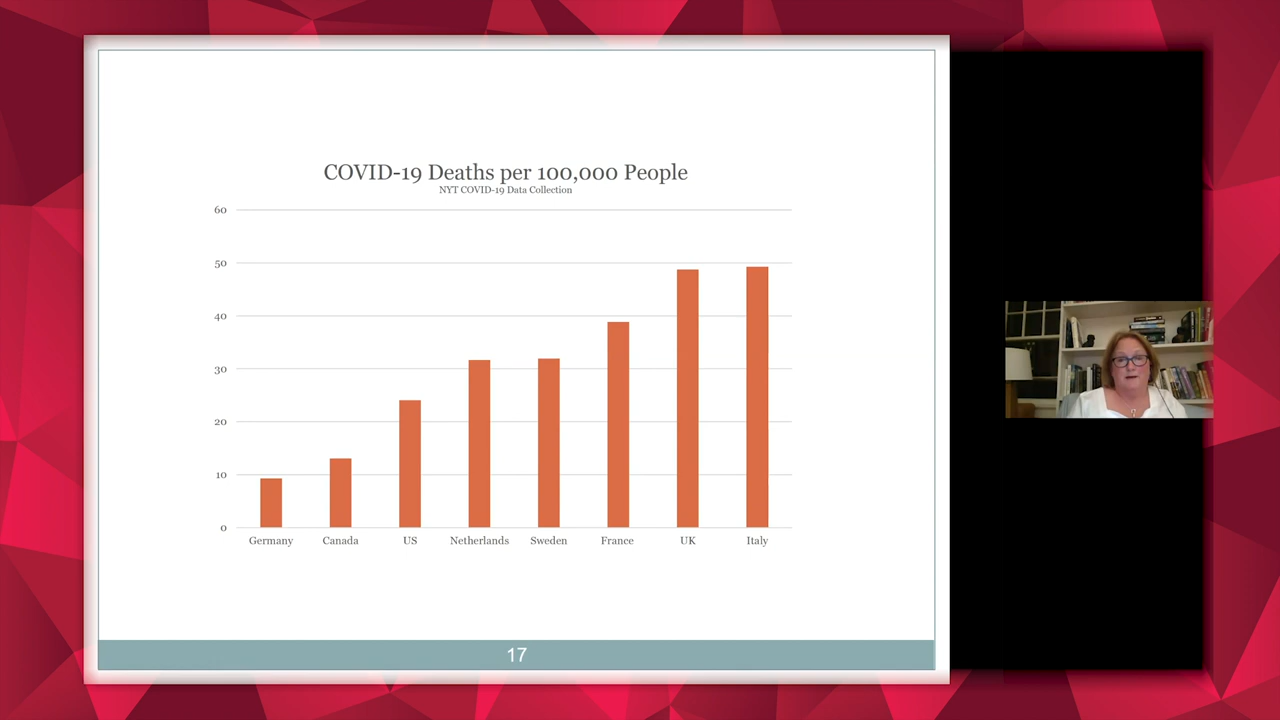 COVID-19 Deaths per 100,000 People
NYT COVID-19 Data Collection
60
50
40
30
20
10
0
Germany Canada US Netherlands Sweden France UK Italy
17